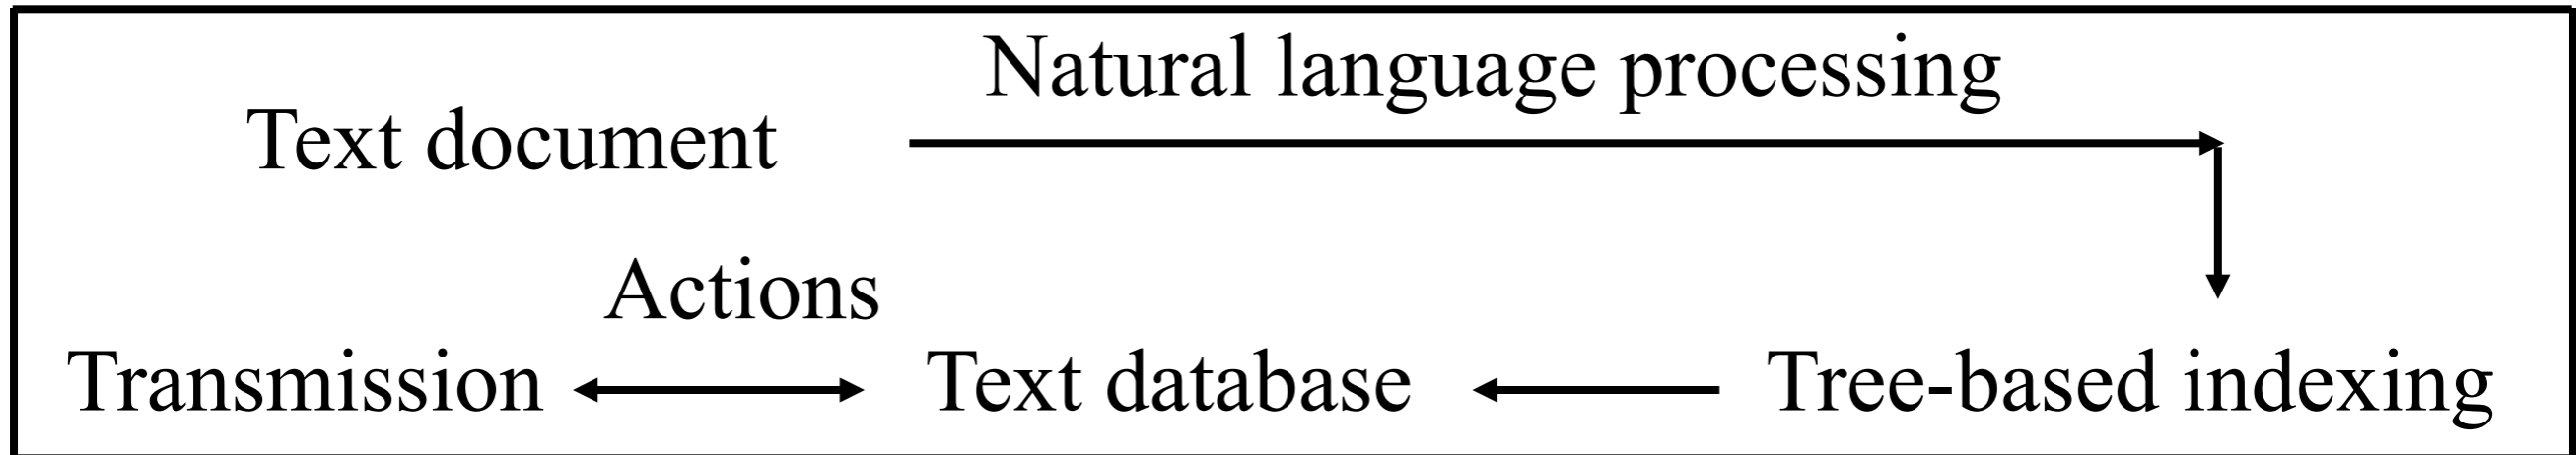 Natural language processing
Text document
Actions
Transmission
Text database
Tree-based indexing